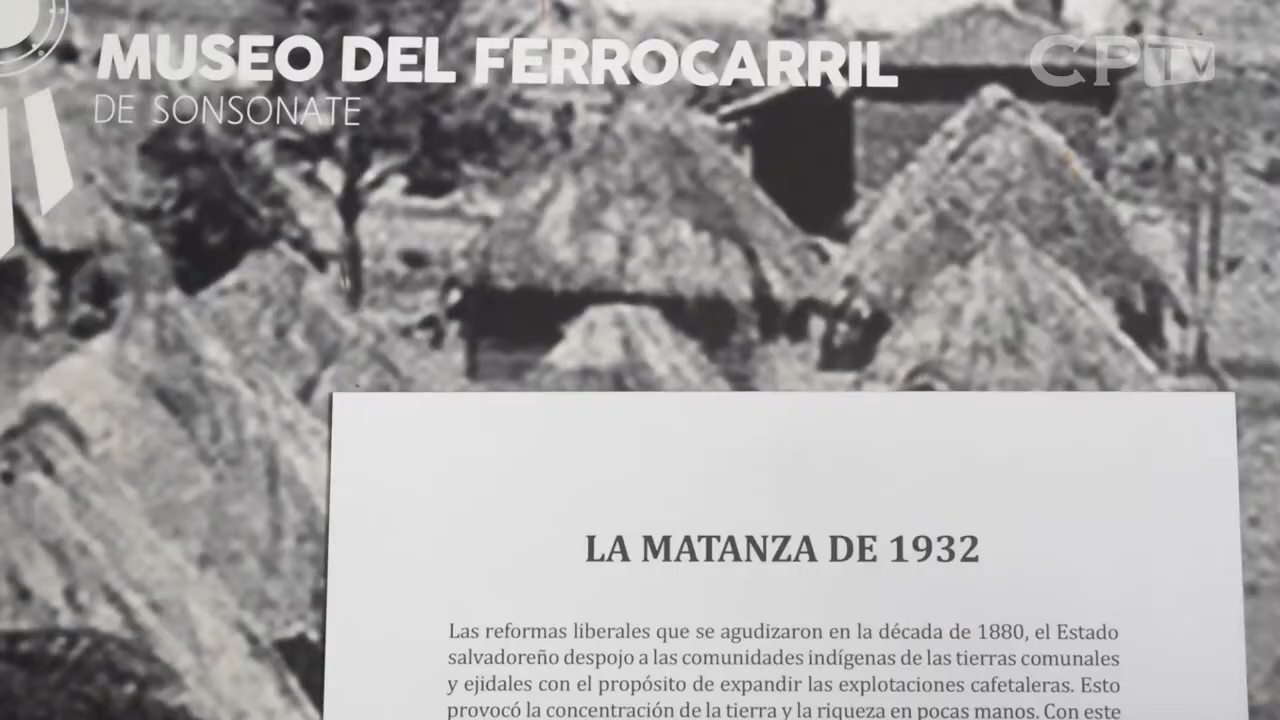 MUSEO DEL FERROCARRIL
DE SONSONATE
CPTV
LA MATANZA DE 1932
Las reformas liberales que se agudizaron en la década de 1880, el Estado
salvadoreño despojo a las comunidades indígenas de las tierras comunales
y ejidales con el propósito de expandir las explotaciones cafetaleras. Esto
provocó la concentración de la tierra y la riqueza en pocas manos. Con este